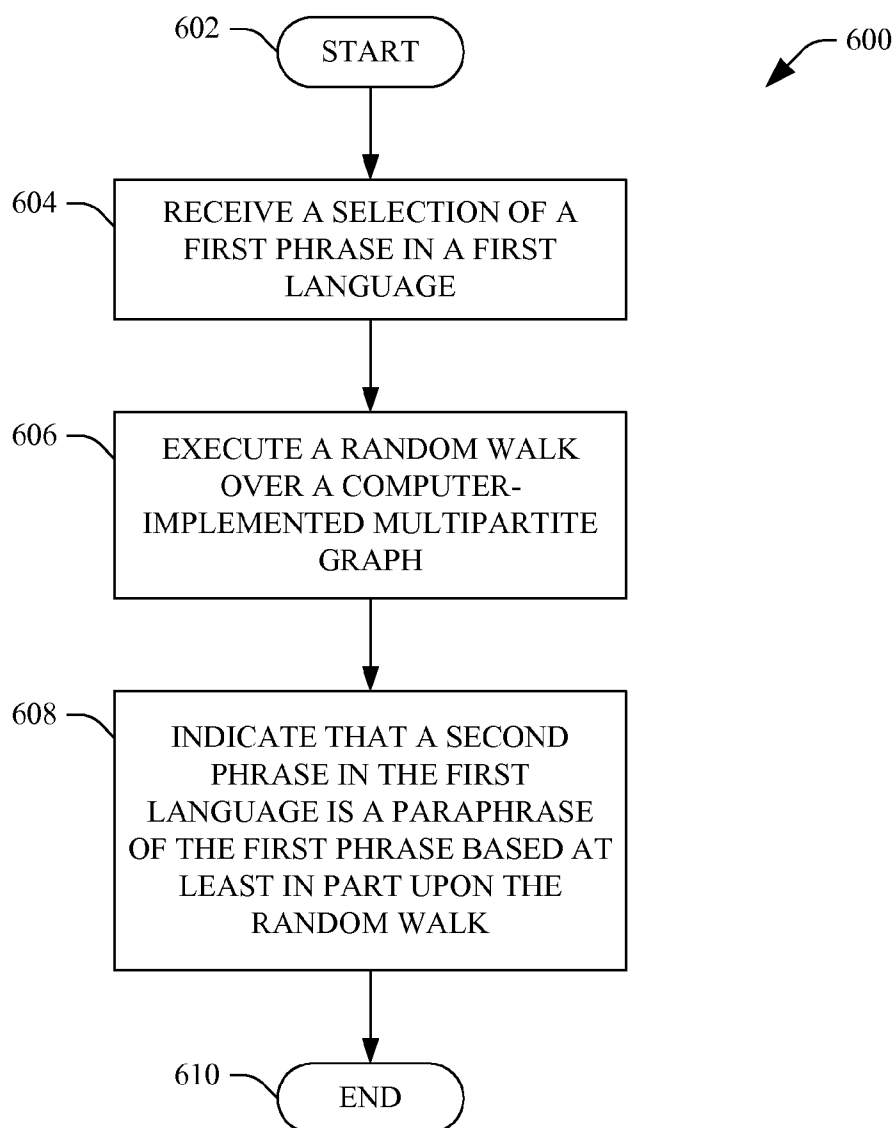 602
START
600
604
RECEIVE A SELECTION OF A
FIRST PHRASE IN A FIRST
LANGUAGE
606
EXECUTE A RANDOM WALK
OVER A COMPUTER-
IMPLEMENTED MULTIPARTITE
GRAPH
608
INDICATE THAT A SECOND
PHRASE IN THE FIRST
LANGUAGE IS A PARAPHRASE
OF THE FIRST PHRASE BASED AT
LEAST IN PART UPON THE
RANDOM WALK
610
END